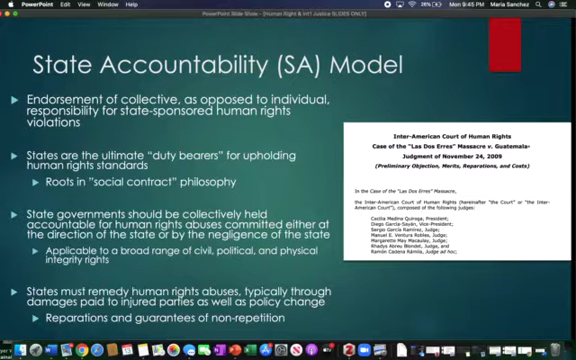 PowerPoint Edit View Window Help
26% Mon 9:45 PM Maria Sanchez
PowerPoint Slide Show - [Human Right & Int'l Justice SLIDES ONLY]
State Accountability (SA) Model
Endorsement of collective, as opposed to individual,
responsibility for state-sponsored human rights
violations
States are the ultimate "duty bearers" for upholding
human rights standards
Roots in "social contract" philosophy
State governments should be collectively held
accountable for human rights abuses committed either at
the direction of the state or by the negligence of the state
Applicable to a broad range of civil, political, and physical
integrity rights
States must remedy human rights abuses, typically through
damages paid to injured parties as well as policy change
Reparations and guarantees of non-repetition
Inter-American Court of Human Rights
Case of the "Las Dos Erres" Massacre v. Guatemala
Judgment of November 24, 2009
(Preliminary Objection, Merits, Reparations, and Costs)
In the Case of the "Las Dos Erres" Massacre,
the Inter-American Court of Human Rights (hereinafter "the Court" or "the Inter-
American Court"), composed of the following judges:
Cecilia Medina Quiroga, President;
Diego García-Sayán, Vice-President;
Sergio García Ramírez, Judge;
Manuel E. Ventura Robles, Judge;
Margarette May Macaulay, Judge;
Rhadys Abreu Blondet, Judge, and
Ramón Cadena Rámila, Judge ad hoc;